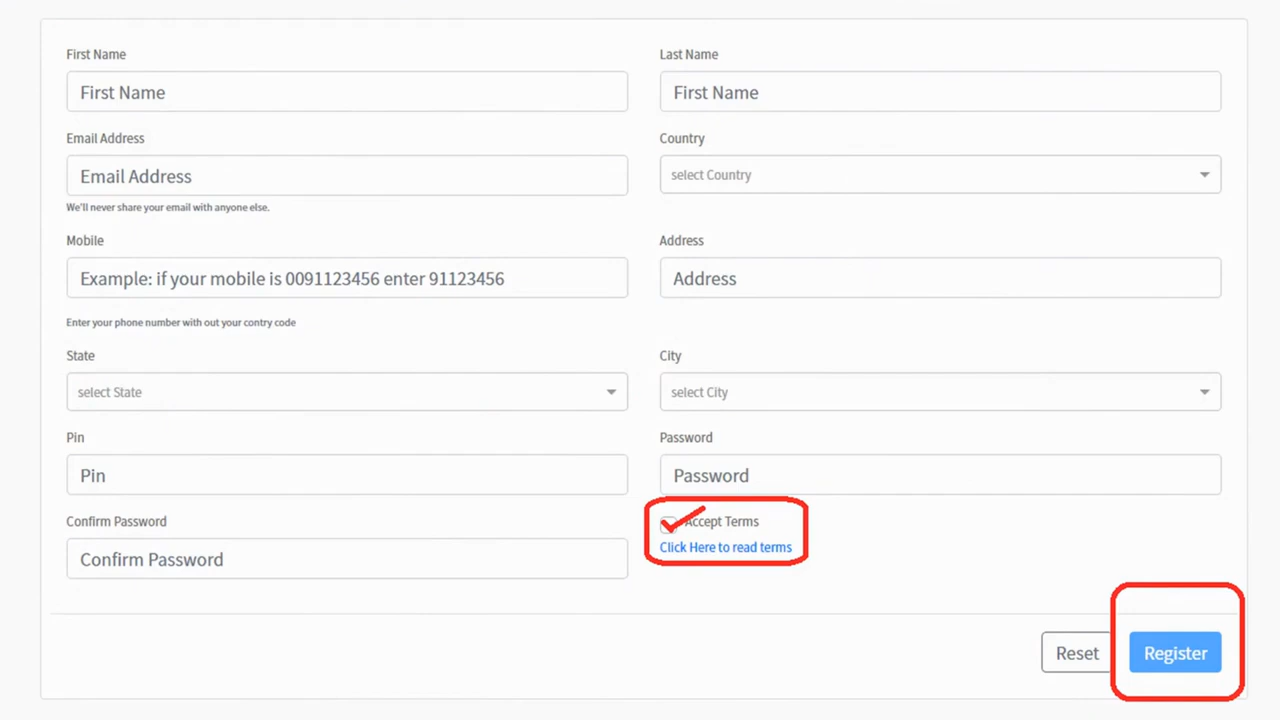 First Name
Last Name
First Name
First Name
Email Address
Country
Email Address
select Country
We'll never share your email with anyone else.
Mobile
Address
Example: if your mobile is 0091123456 enter 91123456
Address
Enter your phone number with out your contry code
State
City
select State
select City
Pin
Password
Pin
Password
Confirm Password
Accept Terms
Click Here to read terms
Confirm Password
Reset
Register